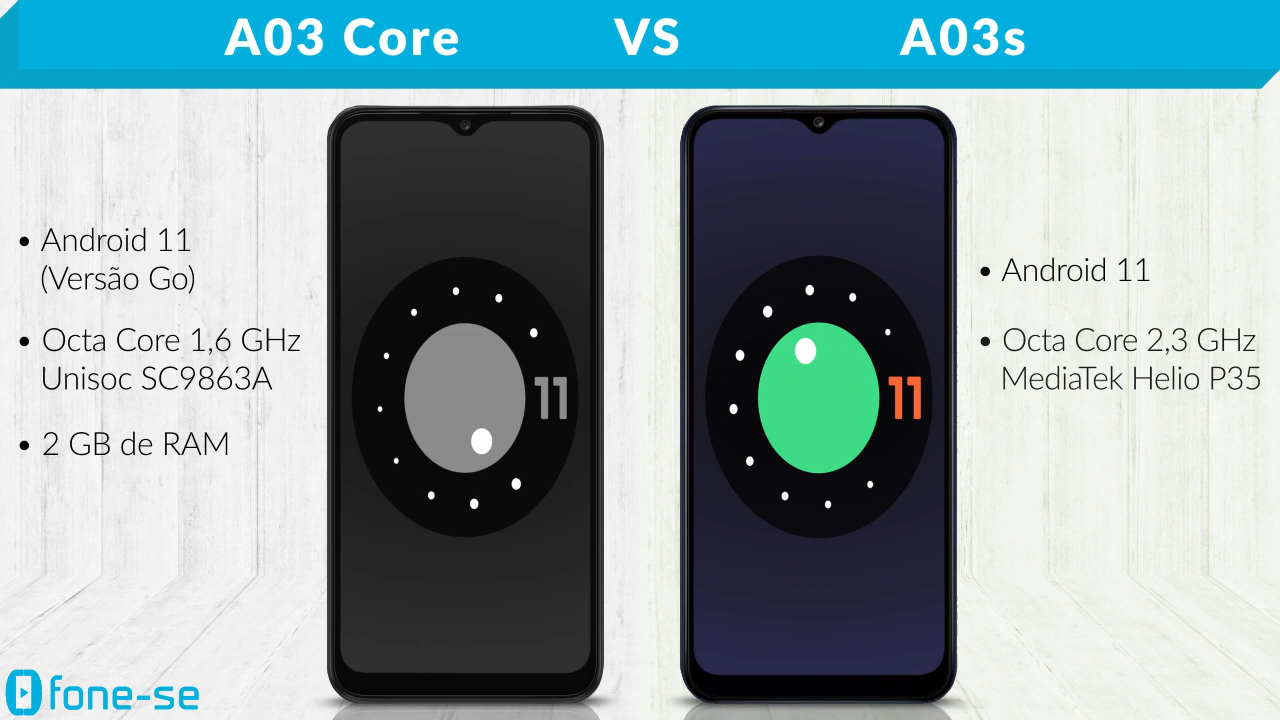 A03 Core VS A03s
• Android 11
(Versão Go)
• Octa Core 1,6 GHz
Unisoc SC9863A
• 2 GB de RAM
11
11
• Android 11
• Octa Core 2,3 GHz
MediaTek Helio P35
fone-se